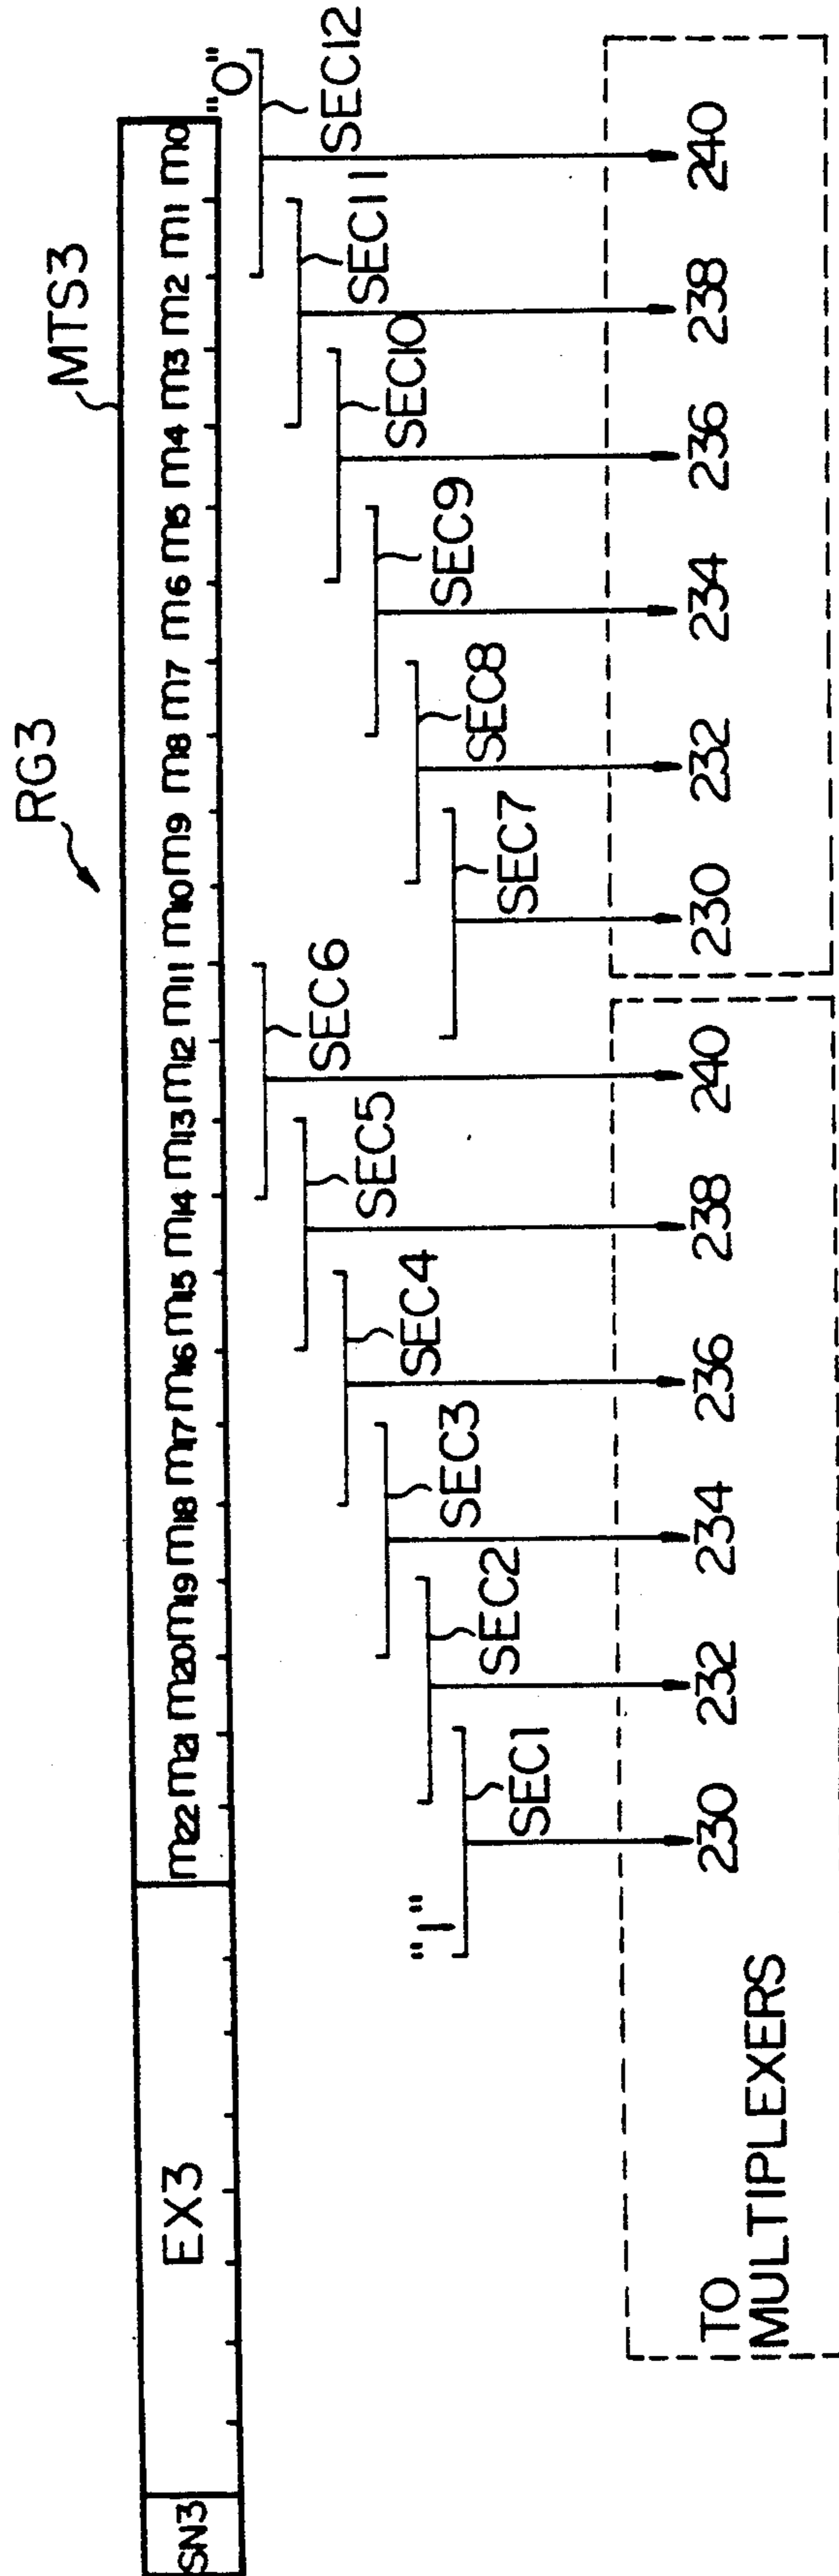 RG3
MTS3
SN3 EX3 m22 m21 m20 m19 m18 m17 m16 m15 m14 m13 m12 m11 m10 m9 m8 m7 m6 m5 m4 m3 m2 m1 m0
"1" "0"
SEC1 SEC2 SEC3 SEC4 SEC5 SEC6 SEC7 SEC8 SEC9 SEC10 SEC11 SEC12
230 232 234 236 238 240 230 232 234 236 238 240
TO
MULTIPLEXERS